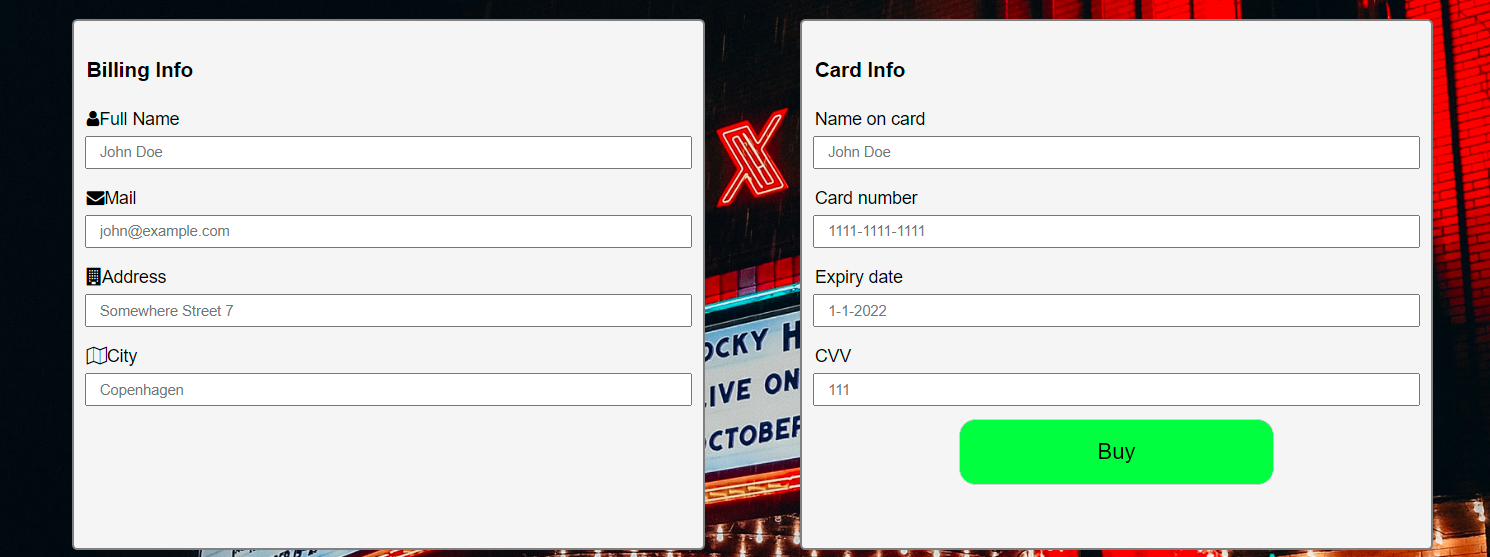 Billing Info
Full Name
John Doe
Mail
john@example.com
Address
Somewhere Street 7
City
Copenhagen
Card Info
Name on card
John Doe
Card number
1111-1111-1111
Expiry date
1-1-2022
CVV
111
Buy
X
OCKY H
LIVE ON
OCTOBER